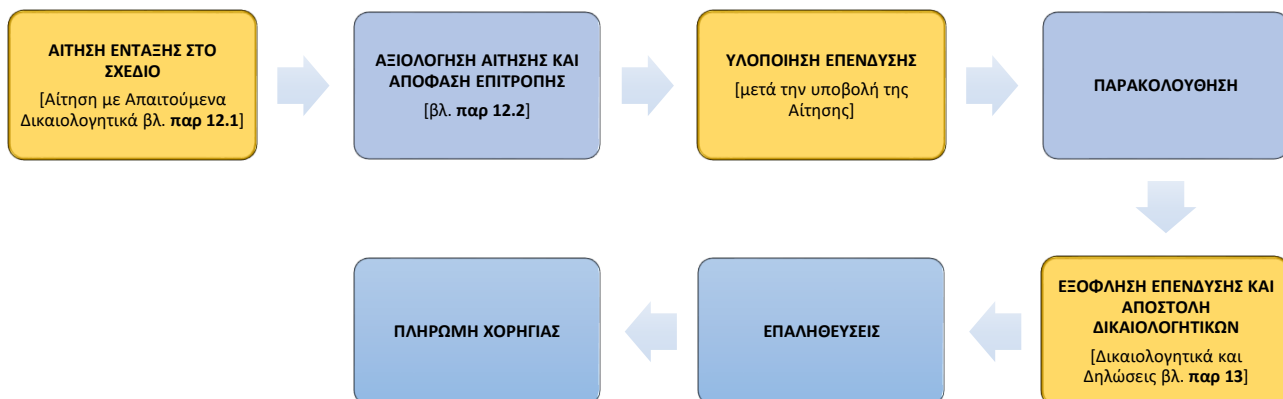 ΑΙΤΗΣΗ ΕΝΤΑΞΗΣ ΣΤΟ
ΣΧΕΔΙΟ
[Αίτηση με Απαιτούμενα
Δικαιολογητικά βλ. παρ 12.1]
ΑΞΙΟΛΟΓΗΣΗ ΑΙΤΗΣΗΣ ΚΑΙ
ΑΠΟΦΑΣΗ ΕΠΙΤΡΟΠΗΣ
[βλ. παρ 12.2]
ΥΛΟΠΟΙΗΣΗ ΕΠΕΝΔΥΣΗΣ
[μετά την υποβολή της
Αίτησης]
ΠΑΡΑΚΟΛΟΥΘΗΣΗ
ΕΞΟΦΛΗΣΗ ΕΠΕΝΔΥΣΗΣ ΚΑΙ
ΑΠΟΣΤΟΛΗ
ΔΙΚΑΙΟΛΟΓΗΤΙΚΩΝ
[Δικαιολογητικά και
Δηλώσεις βλ. παρ 13]
ΕΠΑΛΗΘΕΥΣΕΙΣ
ΠΛΗΡΩΜΗ ΧΟΡΗΓΙΑΣ